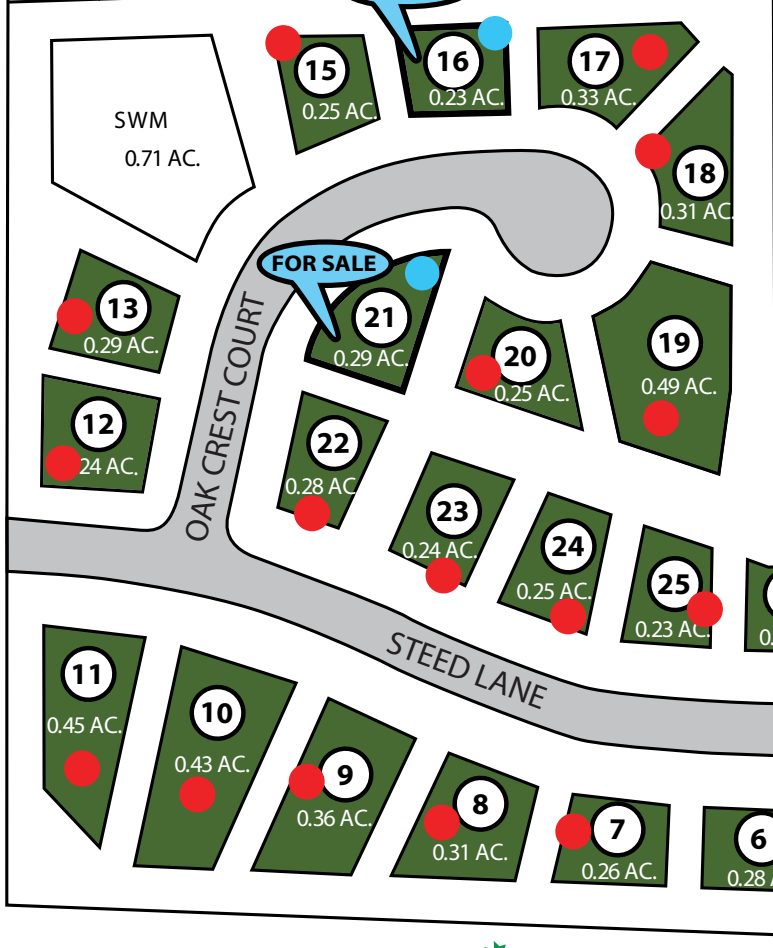 15
0.25 AC.
16
0.23 AC.
17
0.33 AC.
SWM
0.71 AC.
18
0.31 AC.
FOR SALE
13
0.29 AC.
21
0.29 AC.
20
0.25 AC.
19
0.49 AC.
12
24 AC.
OAK CREST COURT
22
0.28 AC
23
0.24 AC.
24
0.25 AC.
25
0.23 AC.
0.
STEED LANE
11
0.45 AC.
10
0.43 AC.
9
0.36 AC.
8
0.31 AC.
7
0.26 AC.
6
0.28